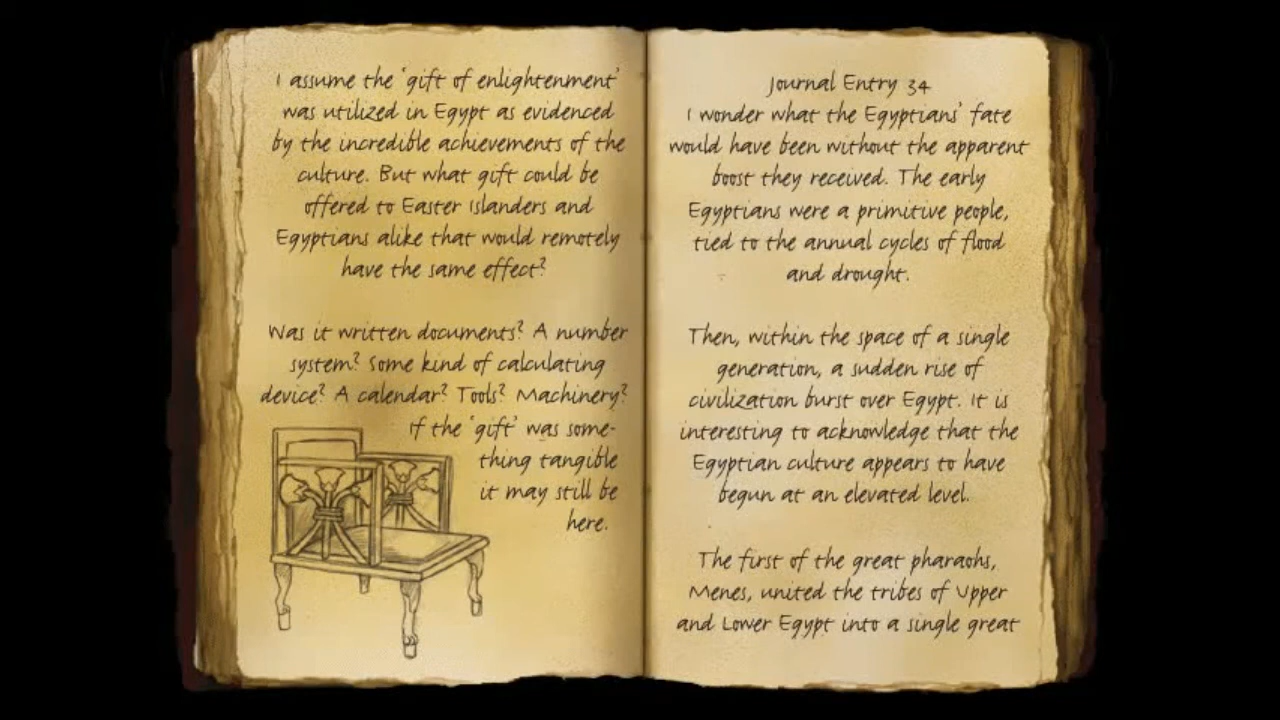 I assume the 'gift of enlightenment'
was utilized in Egypt as evidenced
by the incredible achievements of the
culture. But what gift could be
offered to Easter Islanders and
Egyptians alike that would remotely
have the same effect?
Was it written documents? A number
system? Some kind of calculating
device? A calendar? Tools? Machinery?
If the 'gift' was some-
thing tangible
it may still be
here.
Journal Entry 34
I wonder what the Egyptians' fate
would have been without the apparent
boost they received. The early
Egyptians were a primitive people,
tied to the annual cycles of flood
and drought.
Then, within the space of a single
generation, a sudden rise of
civilization burst over Egypt. It is
interesting to acknowledge that the
Egyptian culture appears to have
begun at an elevated level.
The first of the great pharaohs,
Menes, united the tribes of Upper
and Lower Egypt into a single great